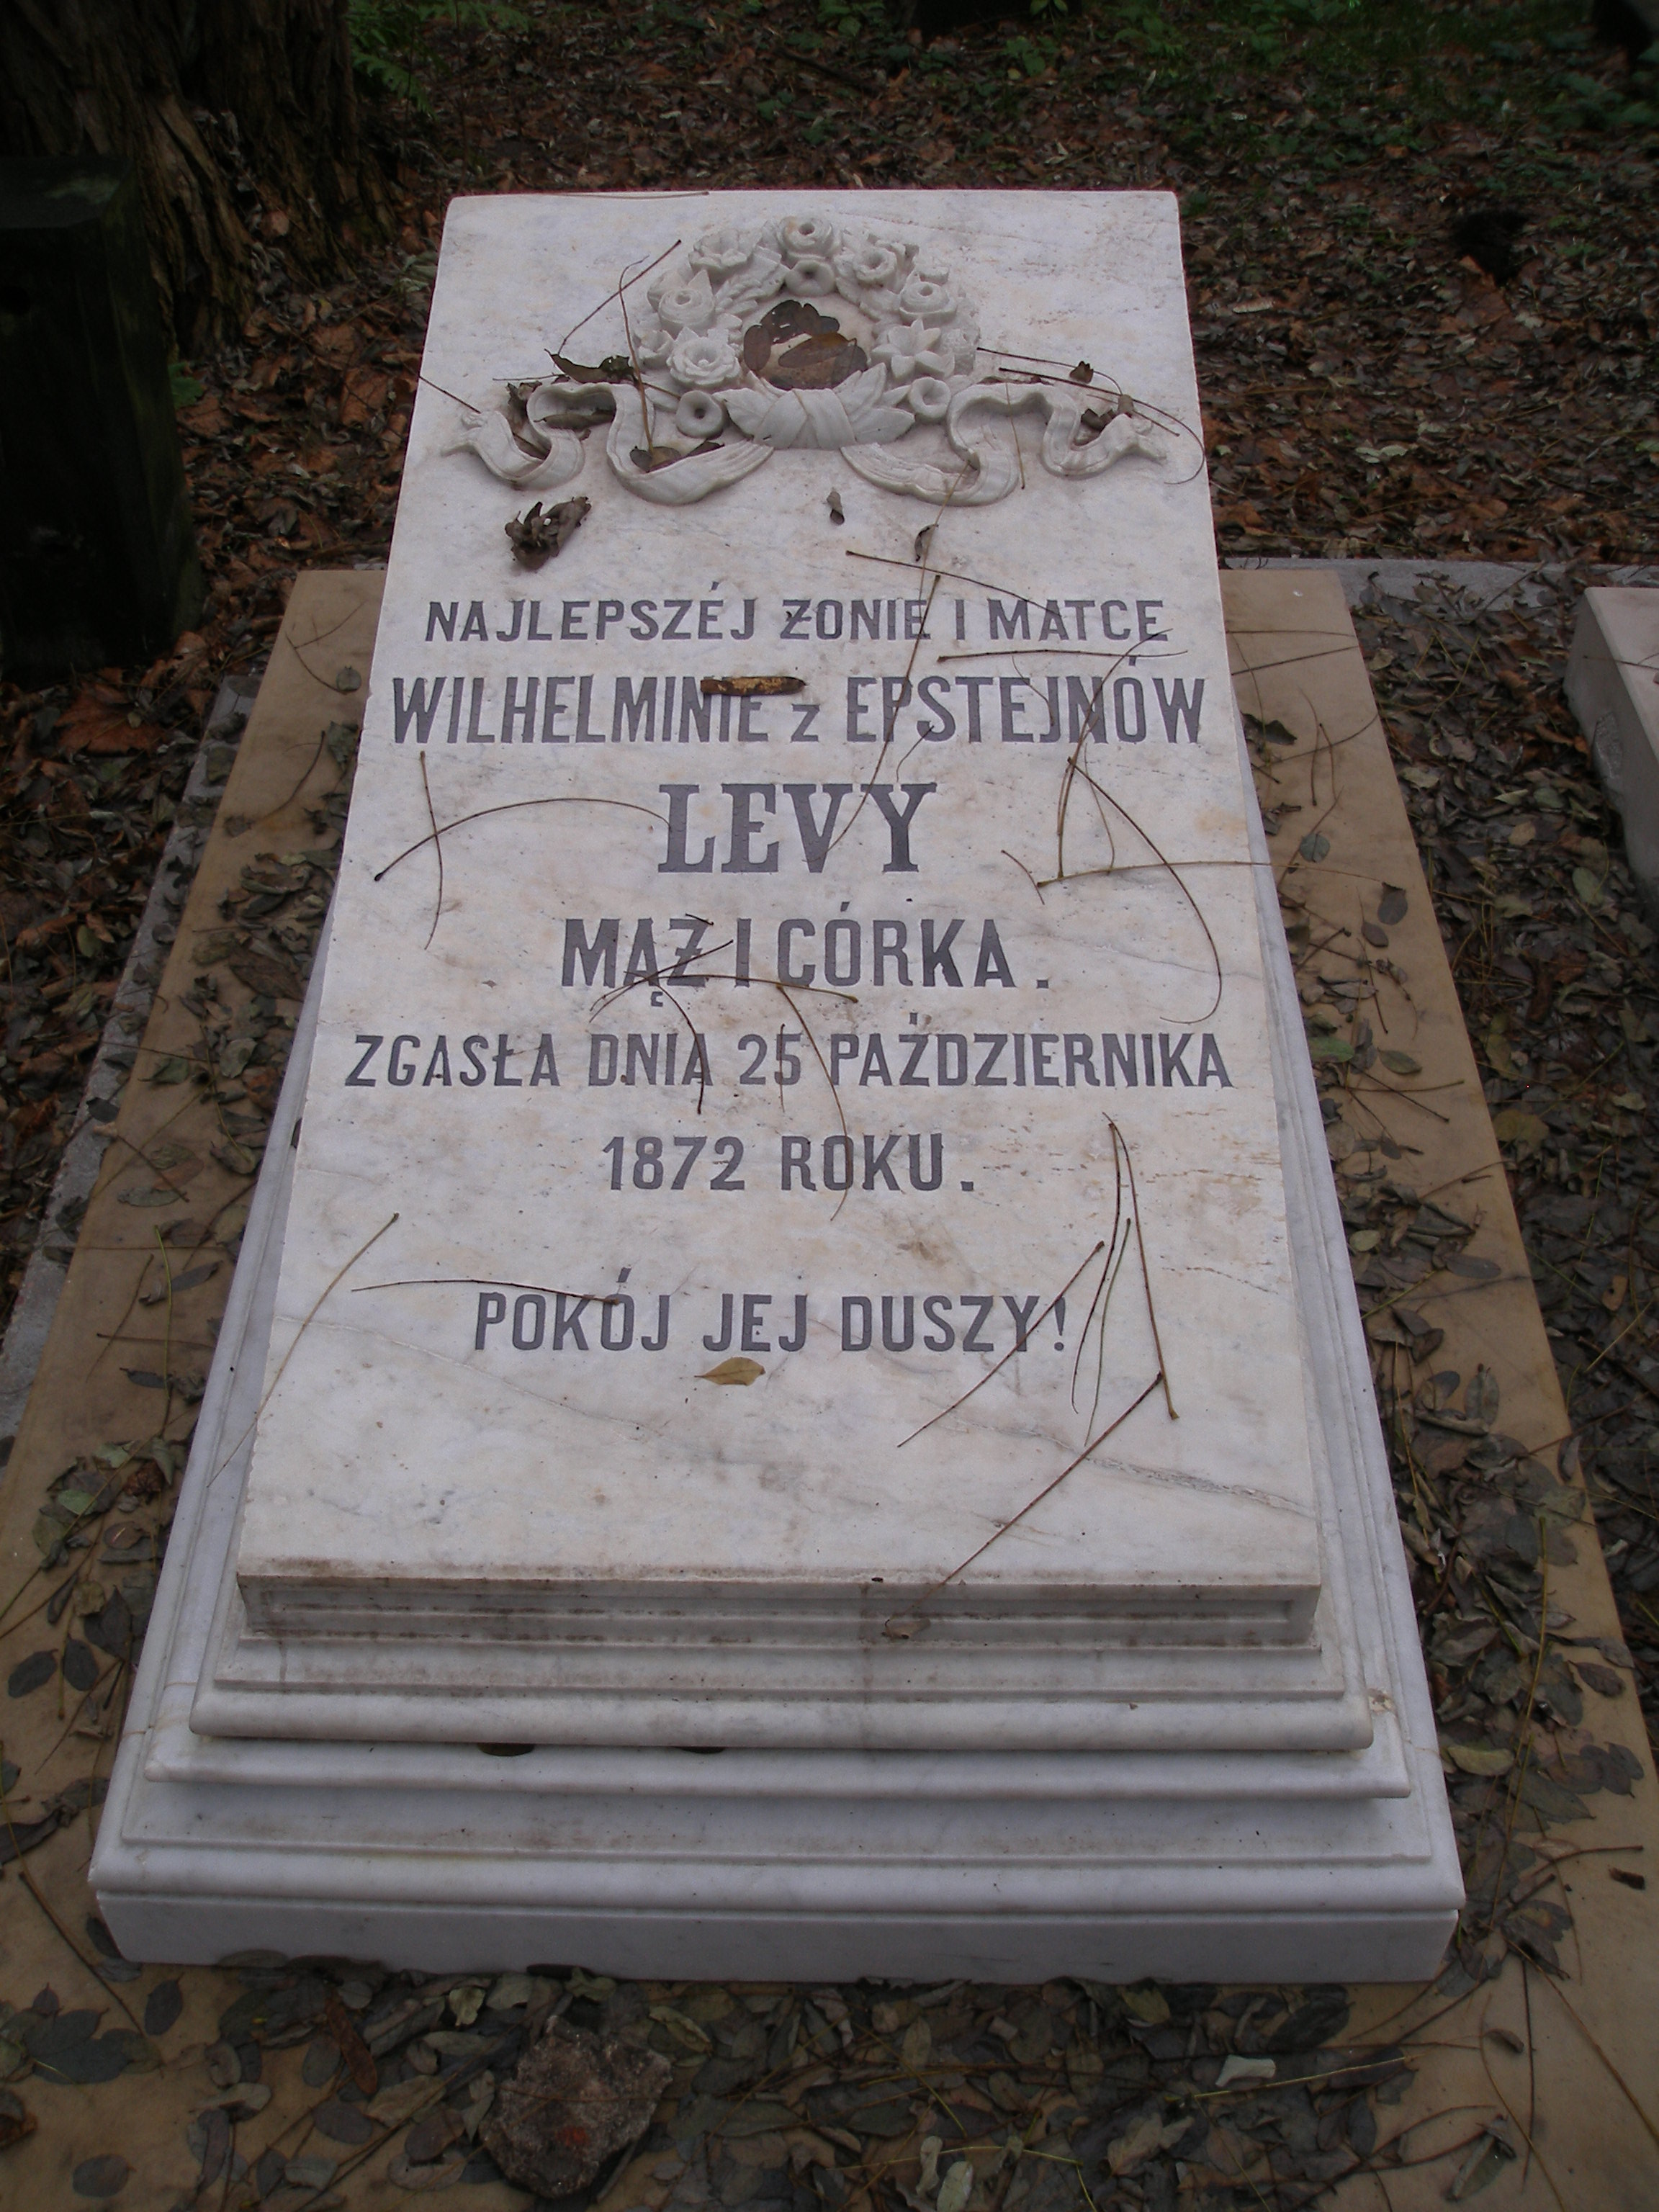 NAJLEPSZÉJ ŻONIE I MATCE
WILHELMINIE z EPSTEJNÓW
LEVY
MĄŻ I CÓRKA.
ZGASŁA DNIA 25 PAŹDZIERNIKA
1872 ROKU.
POKÓJ JEJ DUSZY!